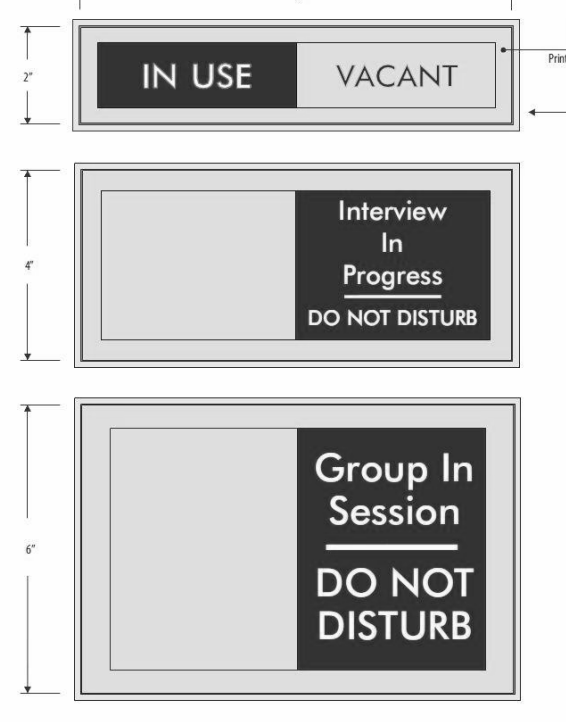 2"
IN USE
VACANT
4"
Interview
In
Progress
DO NOT DISTURB
6"
Group In
Session
DO NOT
DISTURB